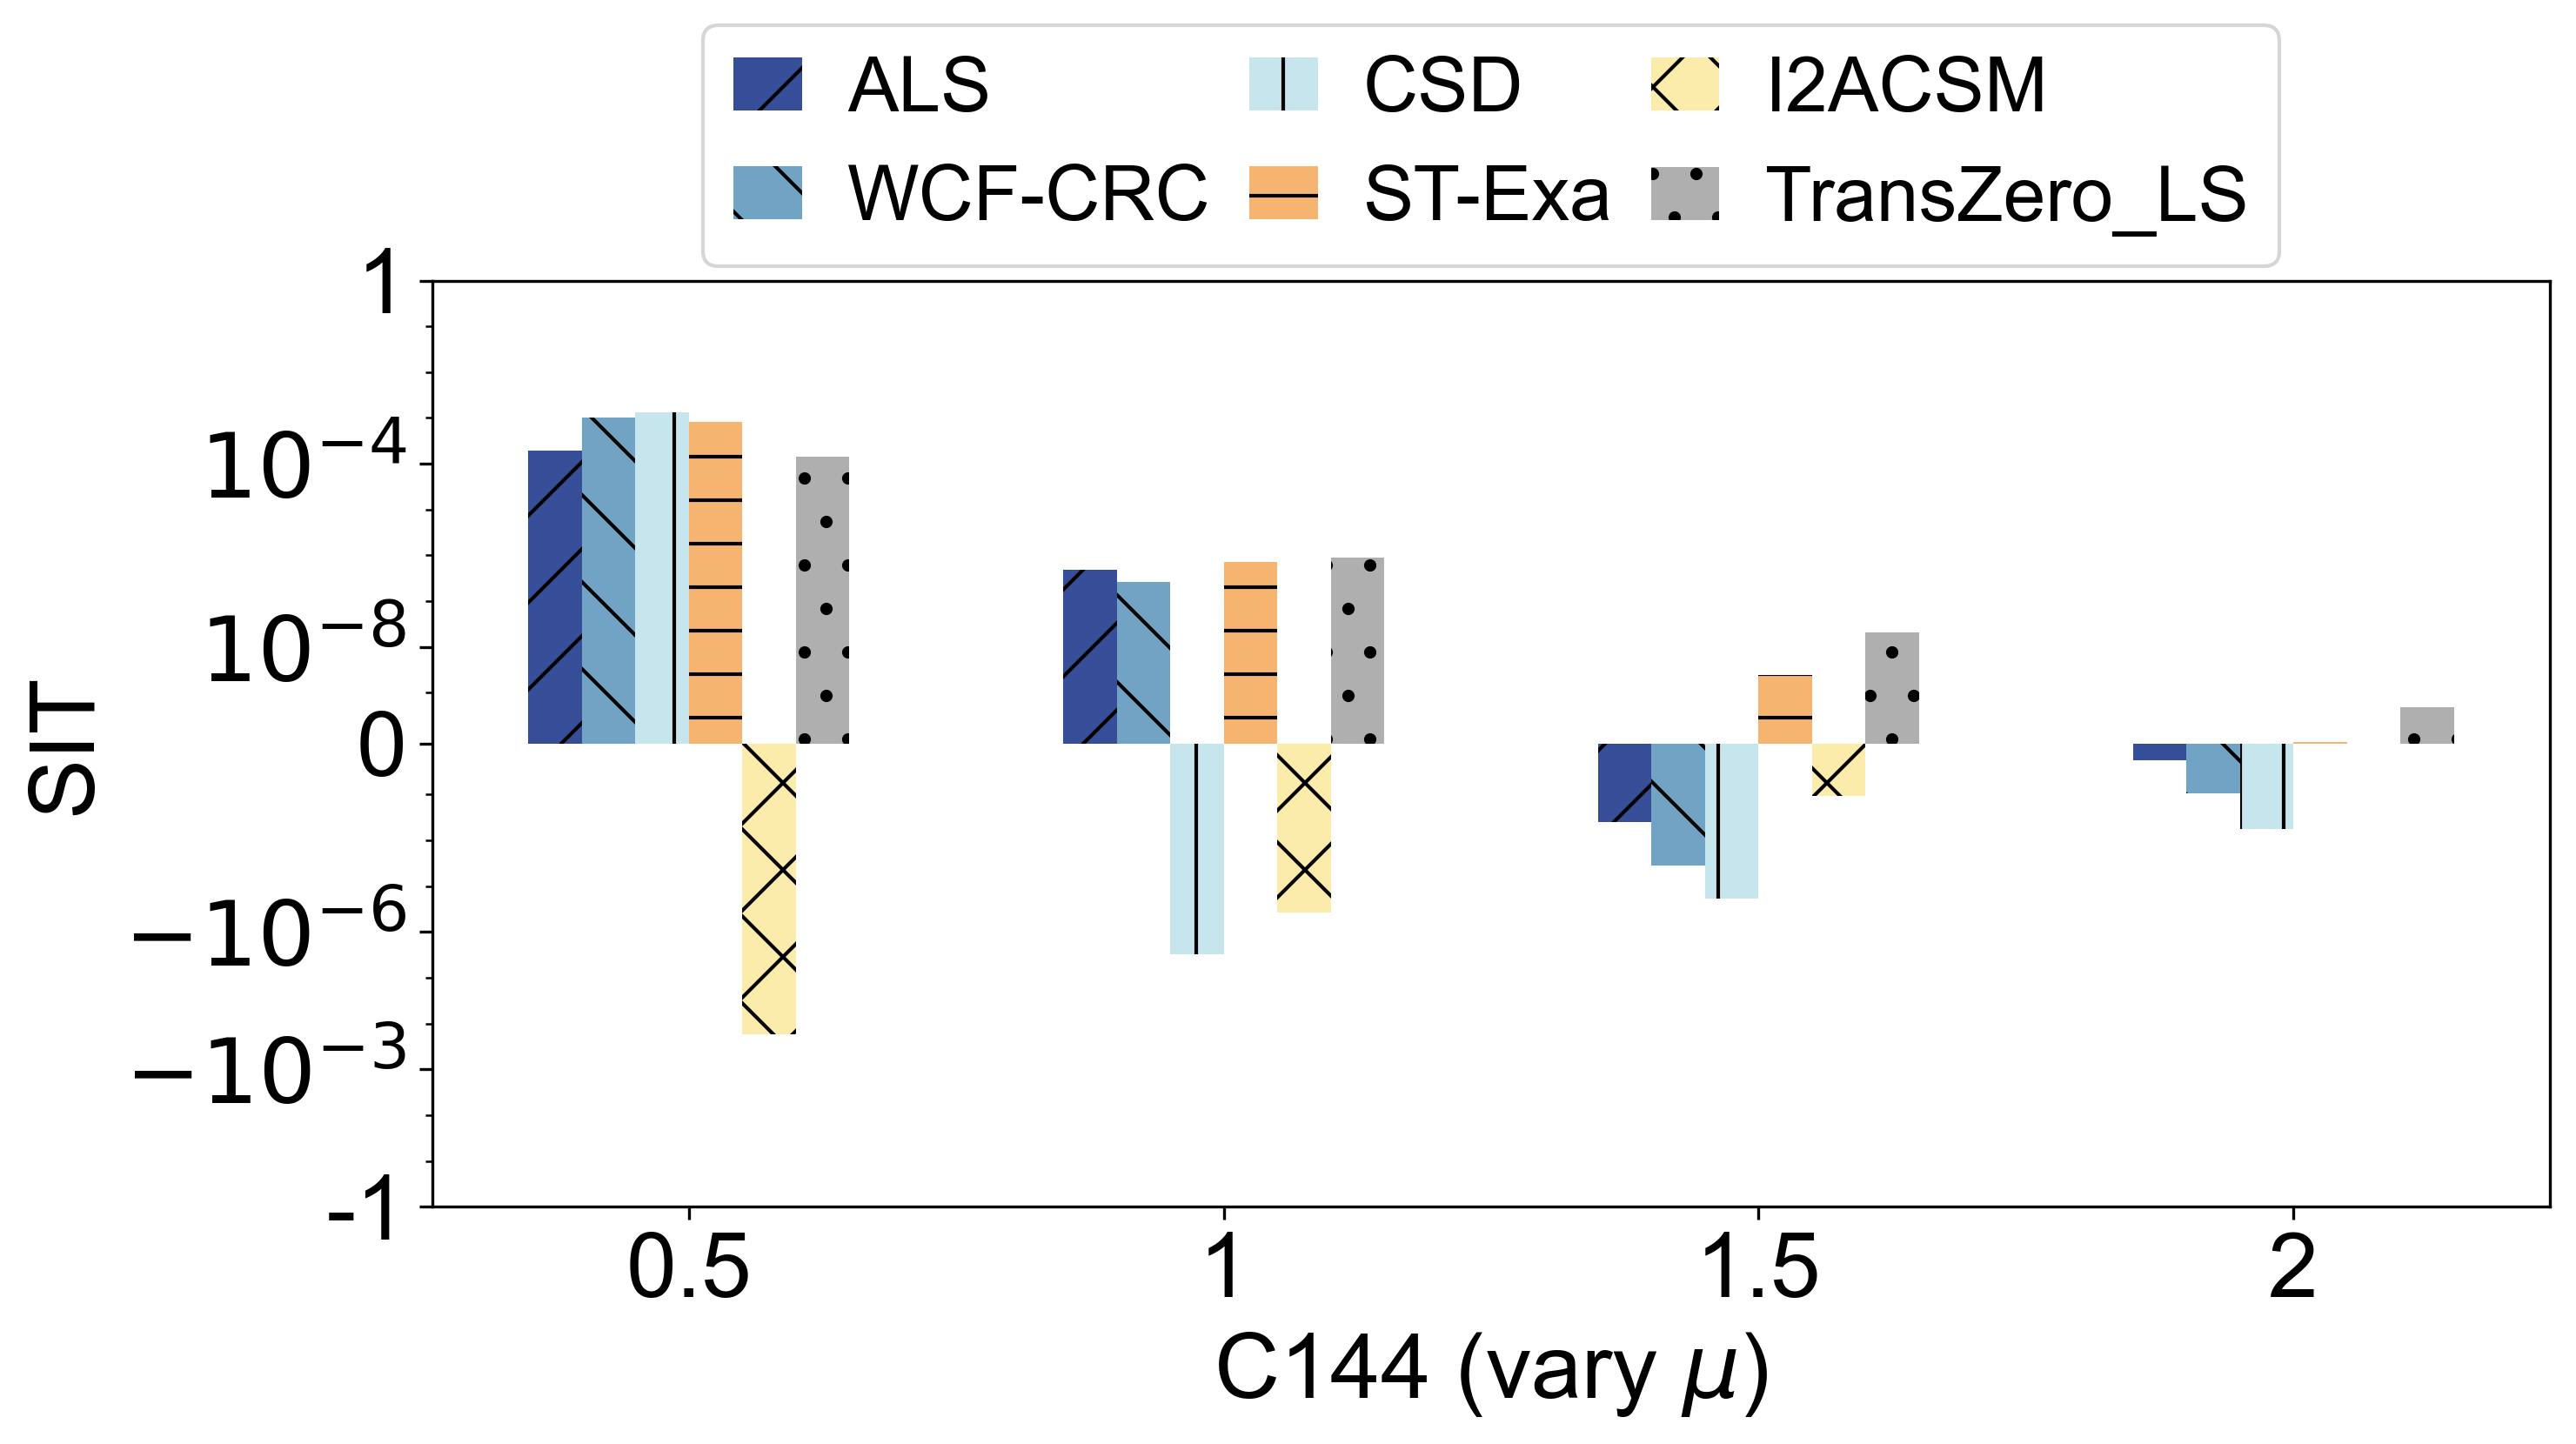 ALS CSD I2ACSM
WCF-CRC ST-Exa TransZero_LS
1
10⁻⁴
10⁻⁸
0
−10⁻⁶
−10⁻³
-1
SIT
0.5 1 1.5 2
C144 (vary μ)